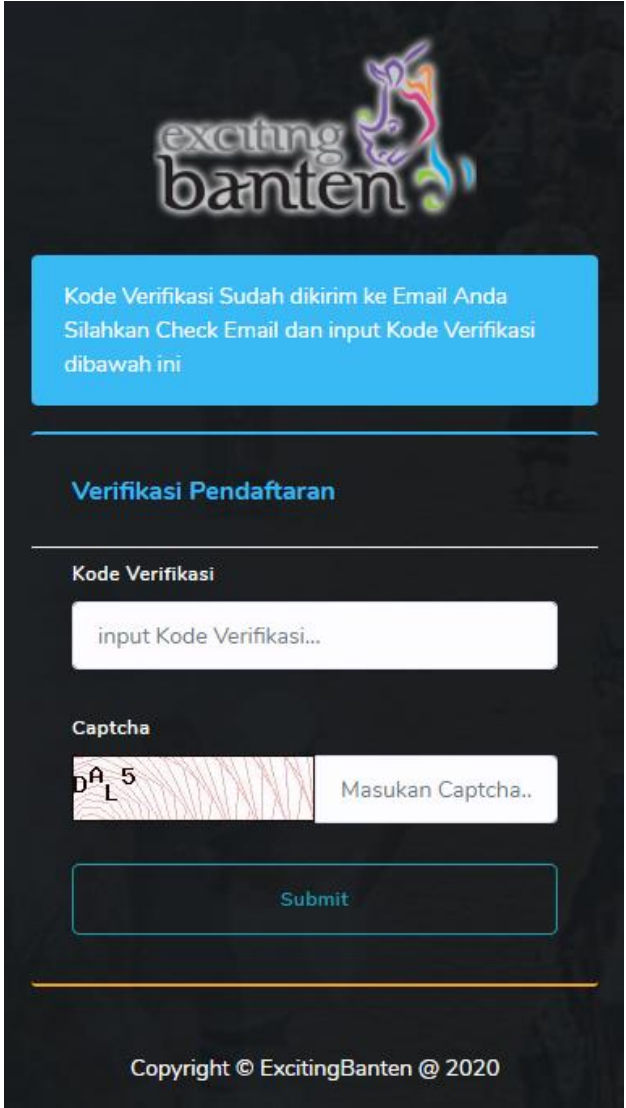 exciting
banten
Kode Verifikasi Sudah dikirim ke Email Anda
Silahkan Check Email dan input Kode Verifikasi
dibawah ini
Verifikasi Pendaftaran
Kode Verifikasi
input Kode Verifikasi...
Captcha
DAL5 Masukan Captcha..
Submit
Copyright © ExcitingBanten @ 2020